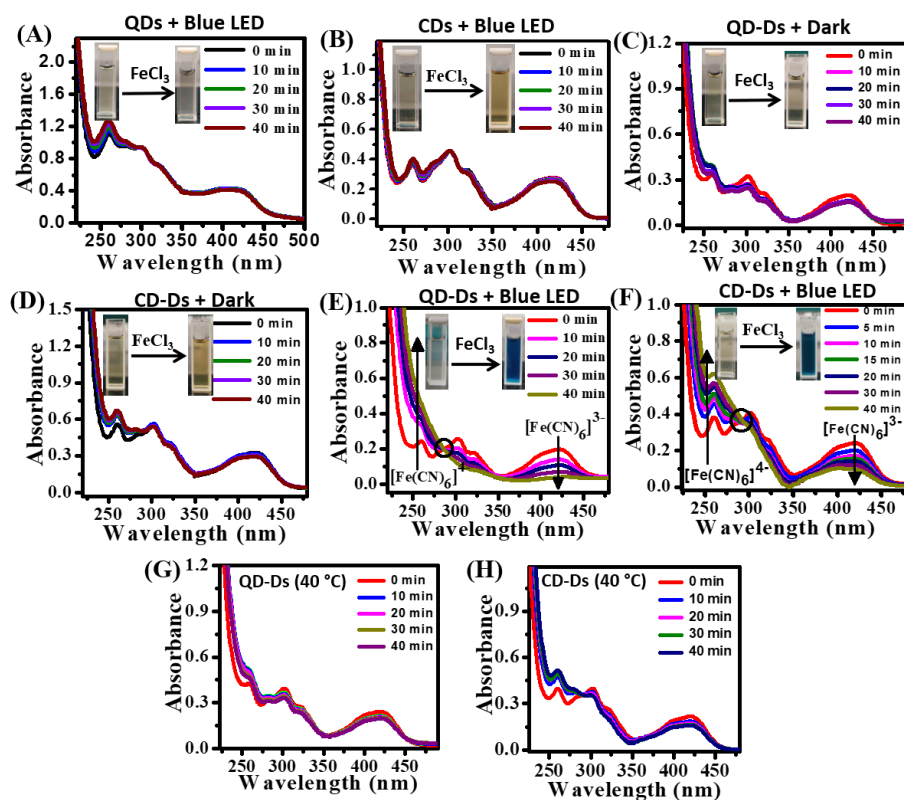 (A) QDs + Blue LED
FeCl3
0 min
10 min
20 min
30 min
40 min
Absorbance
2.0
1.6
1.2
0.8
0.4
0.0
250 300 350 400 450 500
Wavelength (nm)
(B) CDs + Blue LED
FeCl3
0 min
10 min
20 min
30 min
40 min
Absorbance
1.2
1.0
0.8
0.6
0.4
0.2
0.0
250 300 350 400 450
Wavelength (nm)
(C) QD-Ds + Dark
FeCl3
0 min
10 min
20 min
30 min
40 min
Absorbance
1.2
0.9
0.6
0.3
0.0
250 300 350 400 450
Wavelength (nm)
(D) CD-Ds + Dark
FeCl3
0 min
10 min
20 min
30 min
40 min
Absorbance
1.5
1.2
0.9
0.6
0.3
0.0
250 300 350 400 450
Wavelength (nm)
(E) QD-Ds + Blue LED
FeCl3
0 min
10 min
20 min
30 min
40 min
[Fe(CN)6]3-
[Fe(CN)6]4-
Absorbance
1.0
0.8
0.6
0.4
0.2
0.0
250 300 350 400 450
Wavelength (nm)
(F) CD-Ds + Blue LED
FeCl3
0 min
5 min
10 min
15 min
20 min
30 min
40 min
[Fe(CN)6]3-
[Fe(CN)6]4-
Absorbance
1.0
0.8
0.6
0.4
0.2
0.0
250 300 350 400 450
Wavelength (nm)
(G) QD-Ds (40 °C)
0 min
10 min
20 min
30 min
40 min
Absorbance
1.2
0.9
0.6
0.3
0.0
250 300 350 400 450
Wavelength (nm)
(H) CD-Ds (40 °C)
0 min
10 min
20 min
30 min
40 min
Absorbance
0.9
0.6
0.3
0.0
250 300 350 400 450
Wavelength (nm)